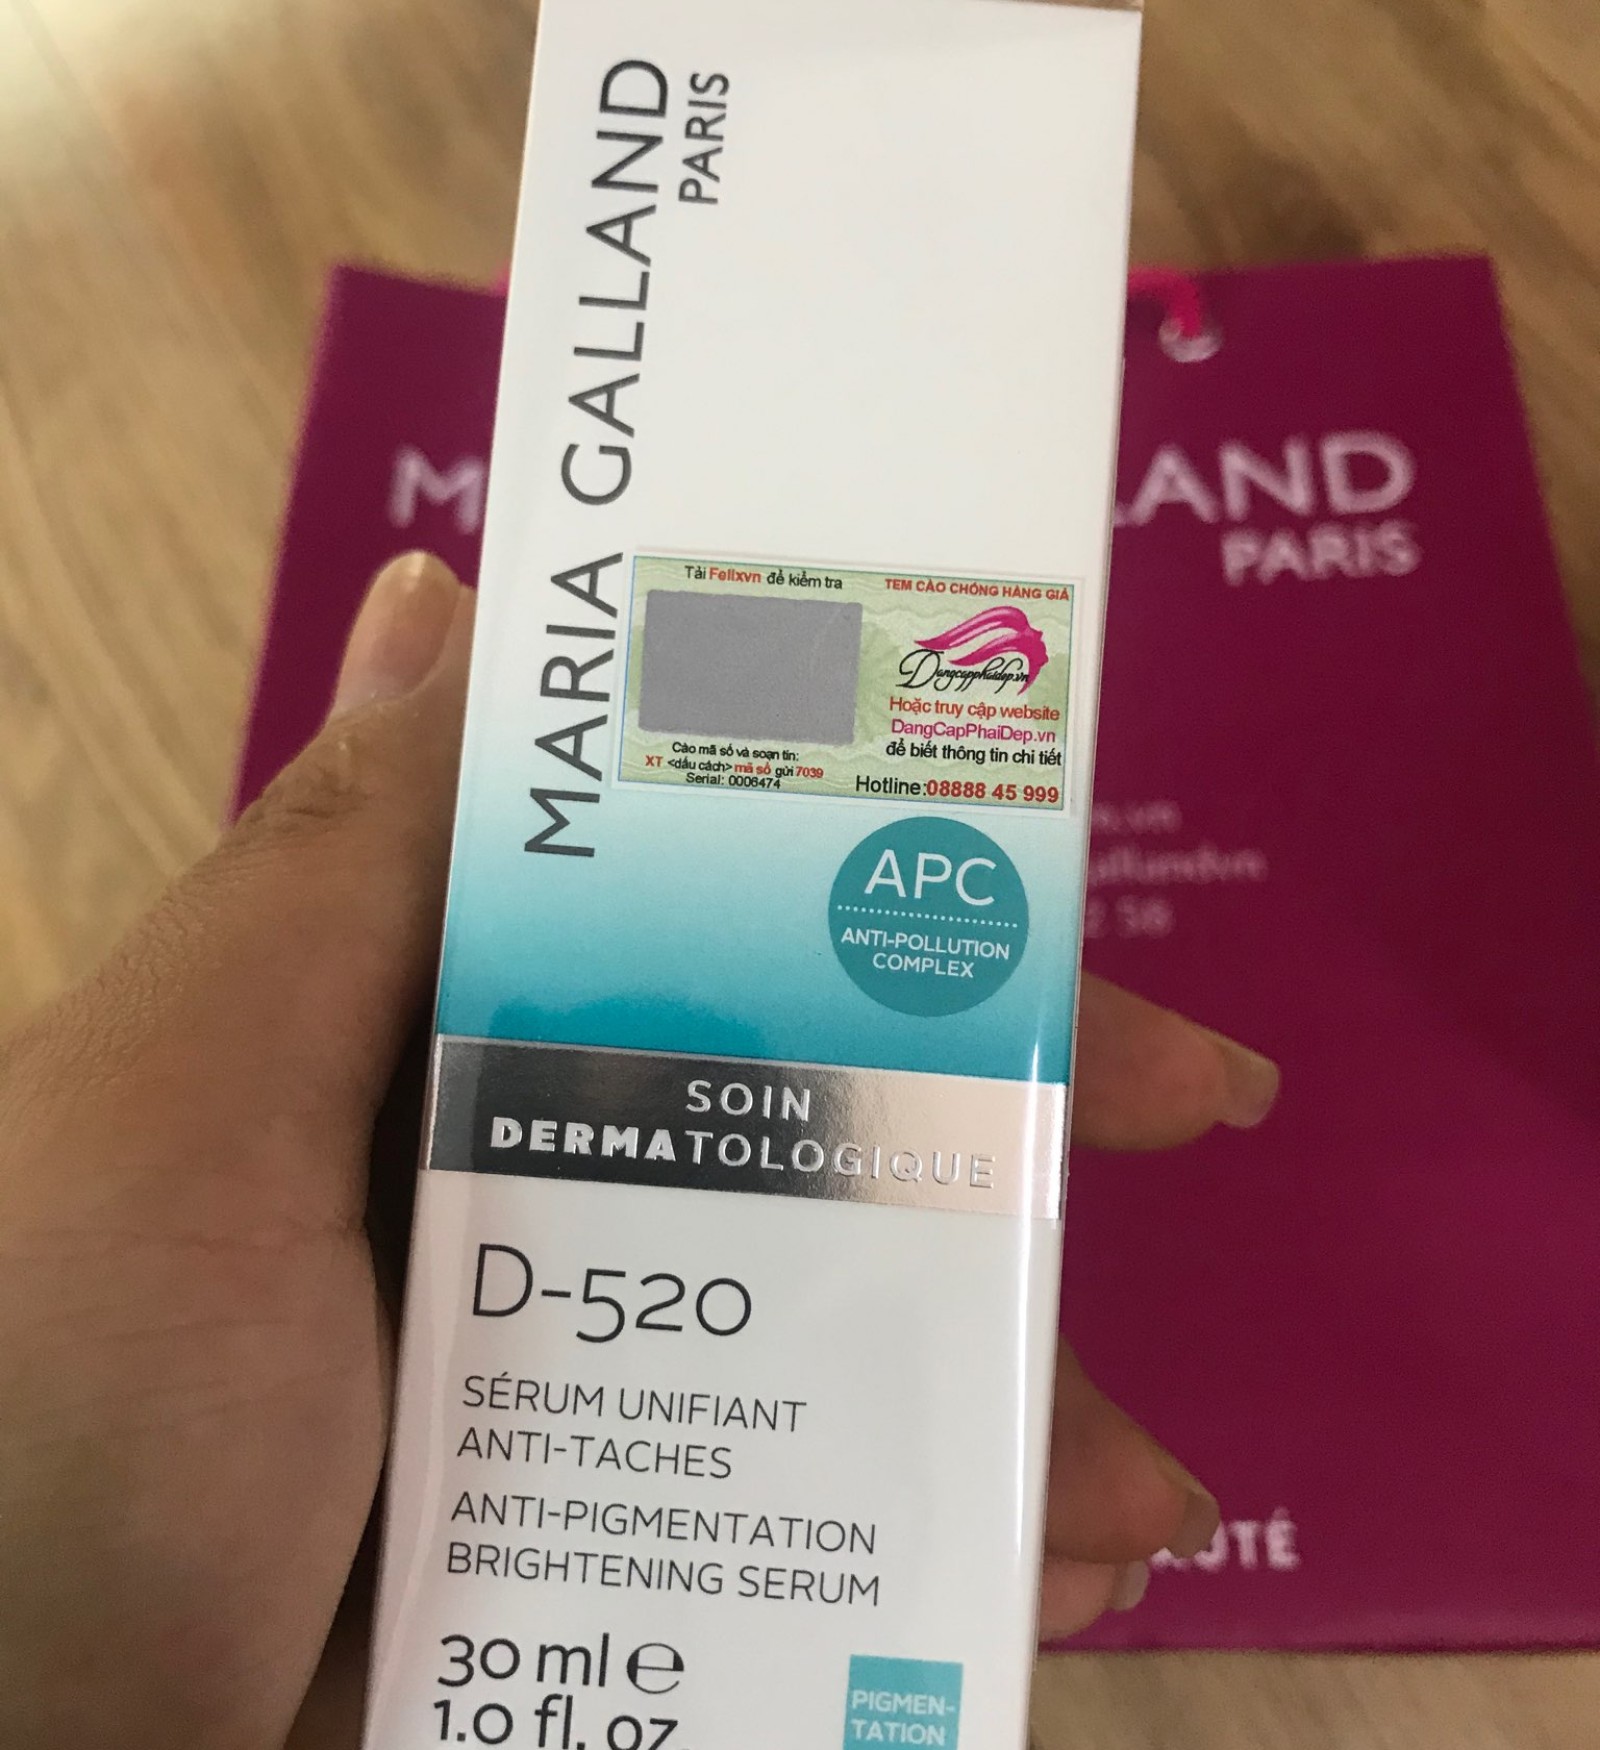 MARIA GALLAND
PARIS
Tải Felixvn để kiểm tra
TEM CÀO CHỐNG HÀNG GIẢ
Dangcapphaidep.vn
Hoặc truy cập website
DangCapPhaiDep.vn
để biết thông tin chi tiết
Cào mã số và soạn tin:
XT <dấu cách> mã số gửi 7039
Serial: 0006474
Hotline:08888 45 999
APC
ANTI-POLLUTION
COMPLEX
SOIN
DERMATOLOGIQUE
D-520
SÉRUM UNIFIANT
ANTI-TACHES
ANTI-PIGMENTATION
BRIGHTENING SERUM
30 ml e
1.0 fl. oz.
PIGMEN-
TATION
M
LAND
PARIS